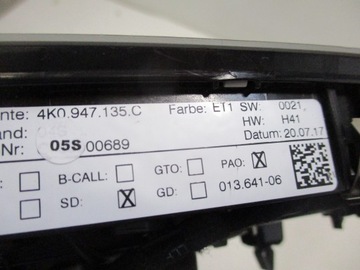 nte: 4K0.947.135.C Farbe: ET1 SW: 0021
HW: H41
and:
Nr: 05S 00689 Datum: 20.07.17
B-CALL: GTO: PAO: X
SD: X GD: 013.641-06